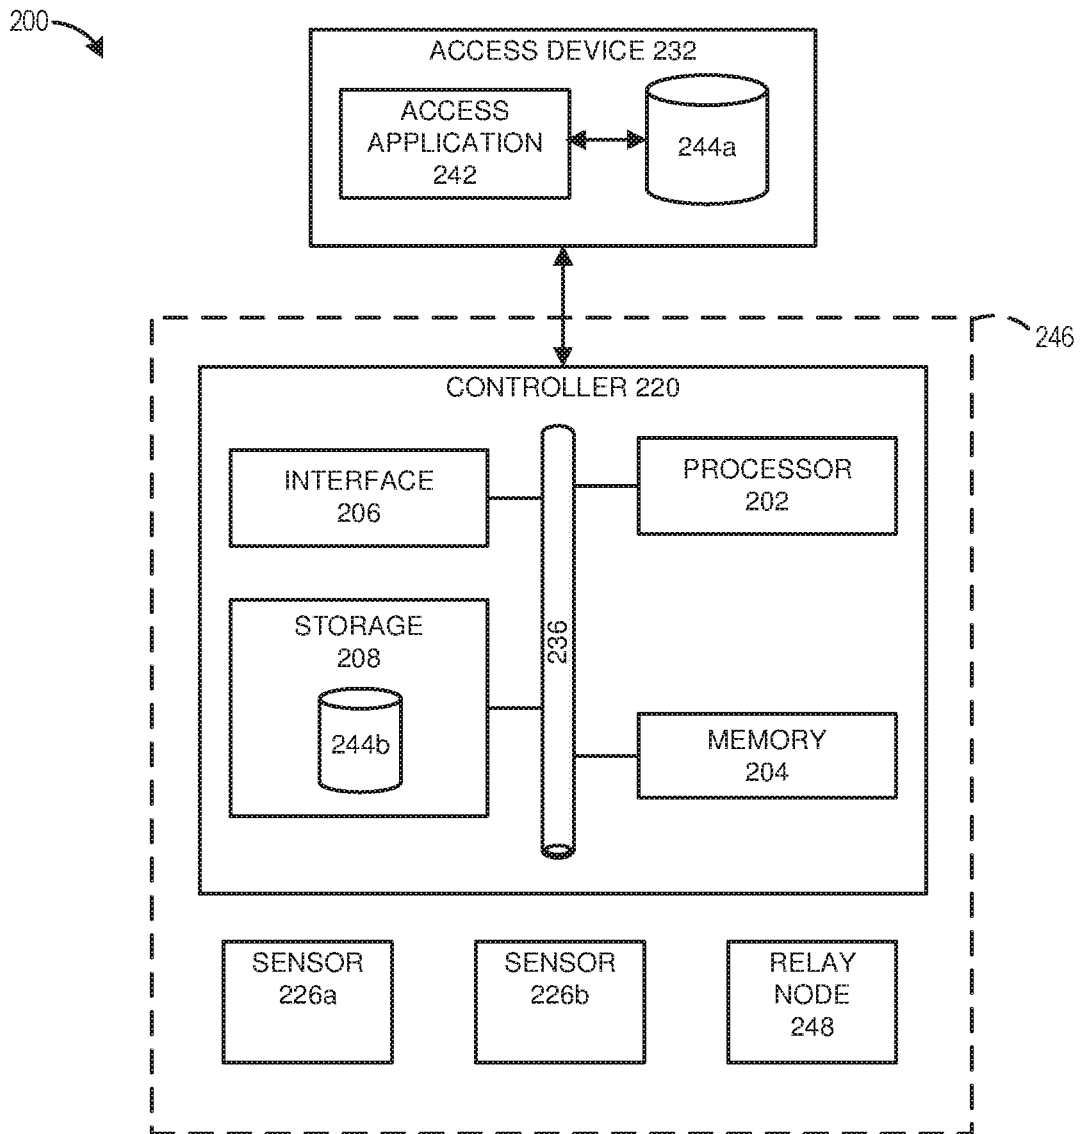 200
ACCESS DEVICE 232
ACCESS
APPLICATION
242
244a
246
CONTROLLER 220
INTERFACE
206
PROCESSOR
202
STORAGE
208
244b
236
MEMORY
204
SENSOR
226a
SENSOR
226b
RELAY
NODE
248